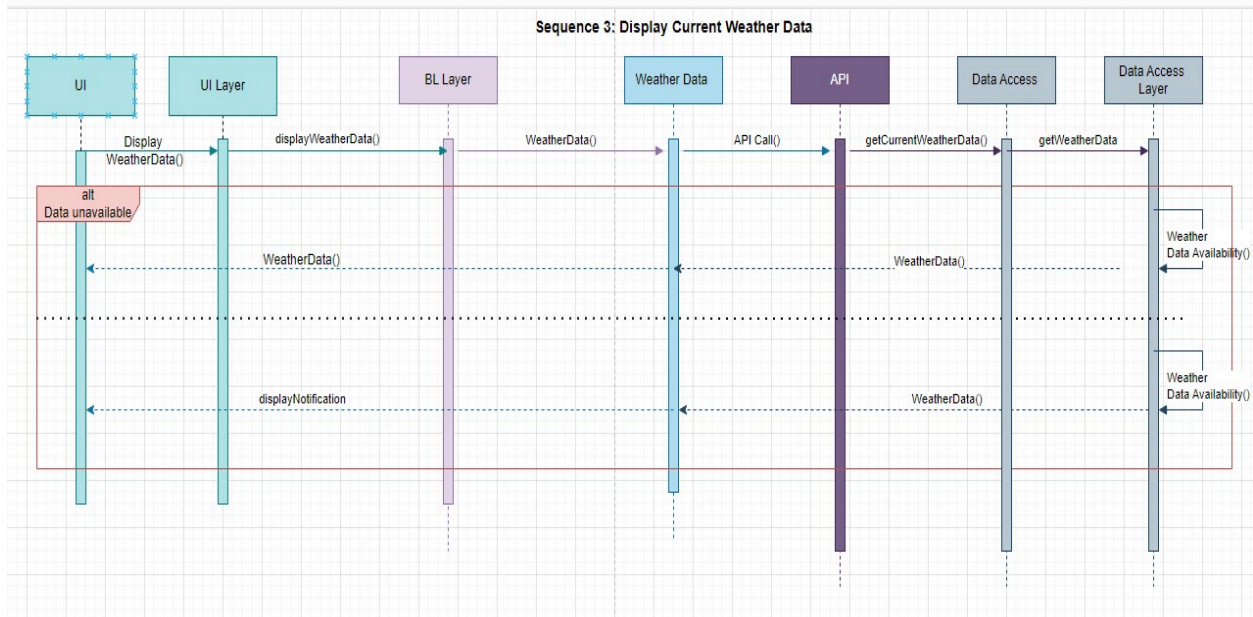 Sequence 3: Display Current Weather Data
UI
UI Layer
BL Layer
Weather Data
API
Data Access
Data Access
Layer
Display
WeatherData()
displayWeatherData()
WeatherData()
API Call()
getCurrentWeatherData()
getWeatherData
alt
Data unavailable
Weather
Data Availability()
WeatherData()
WeatherData()
Weather
Data Availability()
displayNotification
WeatherData()